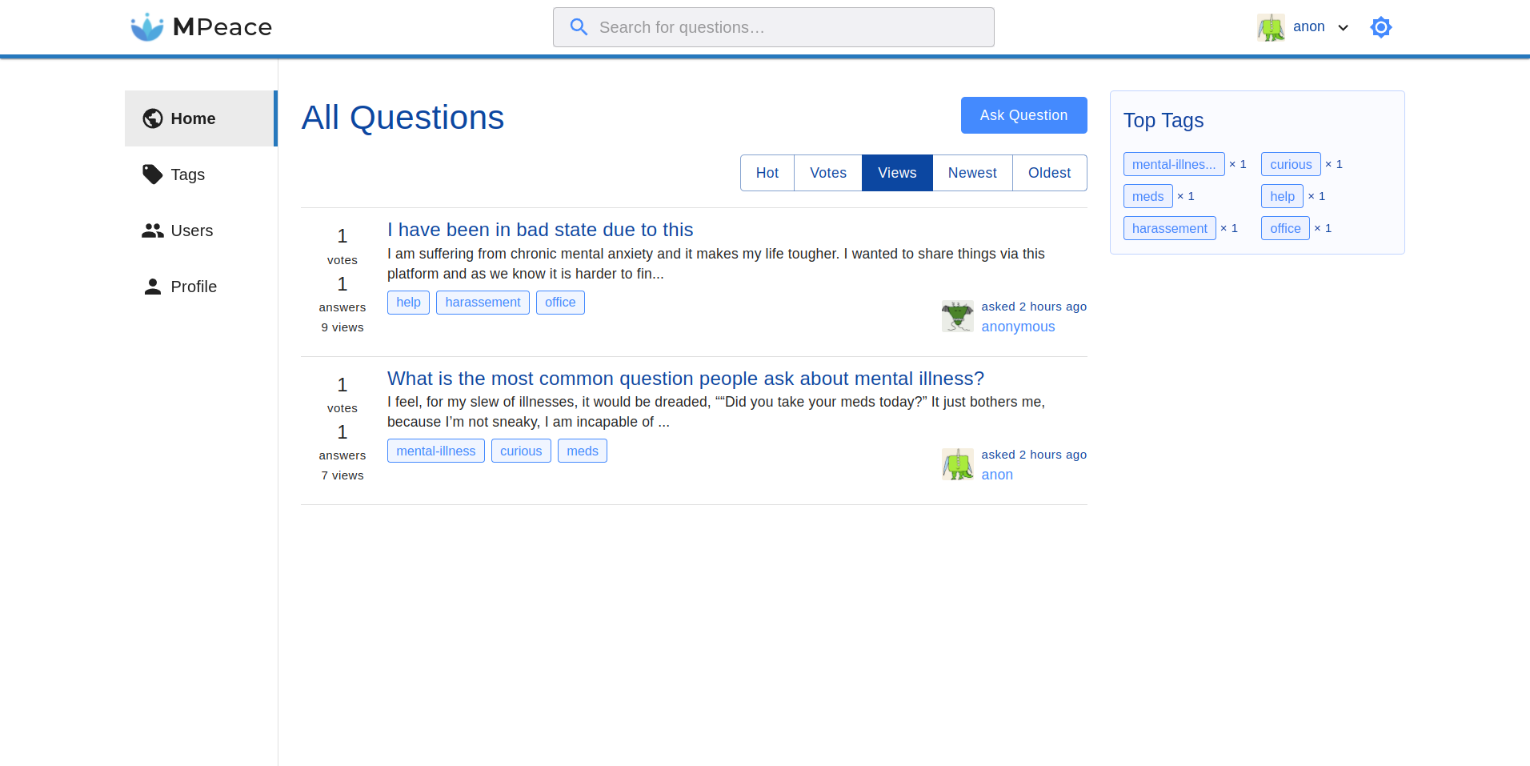 MPeace
Search for questions…
anon
Home
Tags
Users
Profile
All Questions
Ask Question
Hot
Votes
Views
Newest
Oldest
1
votes
1
answers
9 views
I have been in bad state due to this
I am suffering from chronic mental anxiety and it makes my life tougher. I wanted to share things via this
platform and as we know it is harder to fin...
help
harassement
office
asked 2 hours ago
anonymous
1
votes
1
answers
7 views
What is the most common question people ask about mental illness?
I feel, for my slew of illnesses, it would be dreaded, ““Did you take your meds today?” It just bothers me,
because I’m not sneaky, I am incapable of ...
mental-illness
curious
meds
asked 2 hours ago
anon
Top Tags
mental-illnes... × 1
curious × 1
meds × 1
help × 1
harassement × 1
office × 1